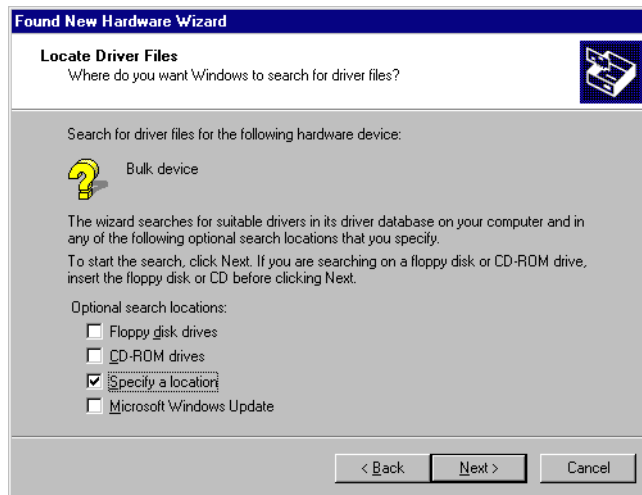 Found New Hardware Wizard
Locate Driver Files
Where do you want Windows to search for driver files?
Search for driver files for the following hardware device:
Bulk device
The wizard searches for suitable drivers in its driver database on your computer and in
any of the following optional search locations that you specify.
To start the search, click Next. If you are searching on a floppy disk or CD-ROM drive,
insert the floppy disk or CD before clicking Next.
Optional search locations:
Floppy disk drives
CD-ROM drives
Specify a location
Microsoft Windows Update
< Back Next > Cancel